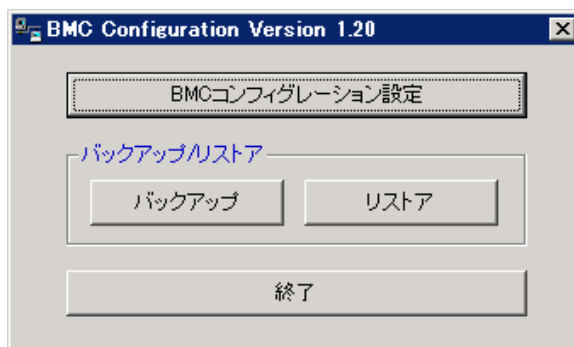 BMC Configuration Version 1.20
BMCコンフィグレーション設定
バックアップ/リストア
バックアップ
リストア
終了